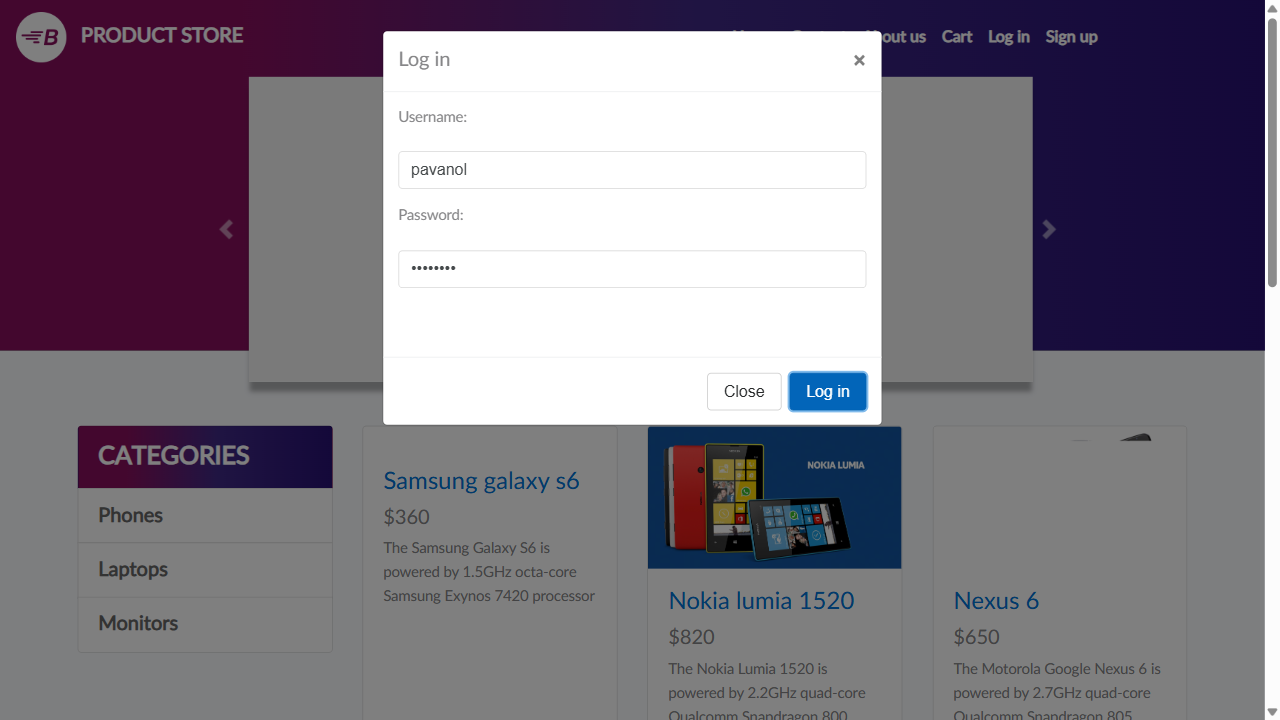 PRODUCT STORE
out us
Cart
Log in
Sign up
Log in
×
Username:
pavanol
Password:
••••••••
Close
Log in
CATEGORIES
Phones
Laptops
Monitors
Samsung galaxy s6
$360
The Samsung Galaxy S6 is
powered by 1.5GHz octa-core
Samsung Exynos 7420 processor
NOKIA LUMIA
Nokia lumia 1520
$820
The Nokia Lumia 1520 is
powered by 2.2GHz quad-core
Qualcomm Snapdragon 800
Nexus 6
$650
The Motorola Google Nexus 6 is
powered by 2.7GHz quad-core
Qualcomm Snapdragon 805